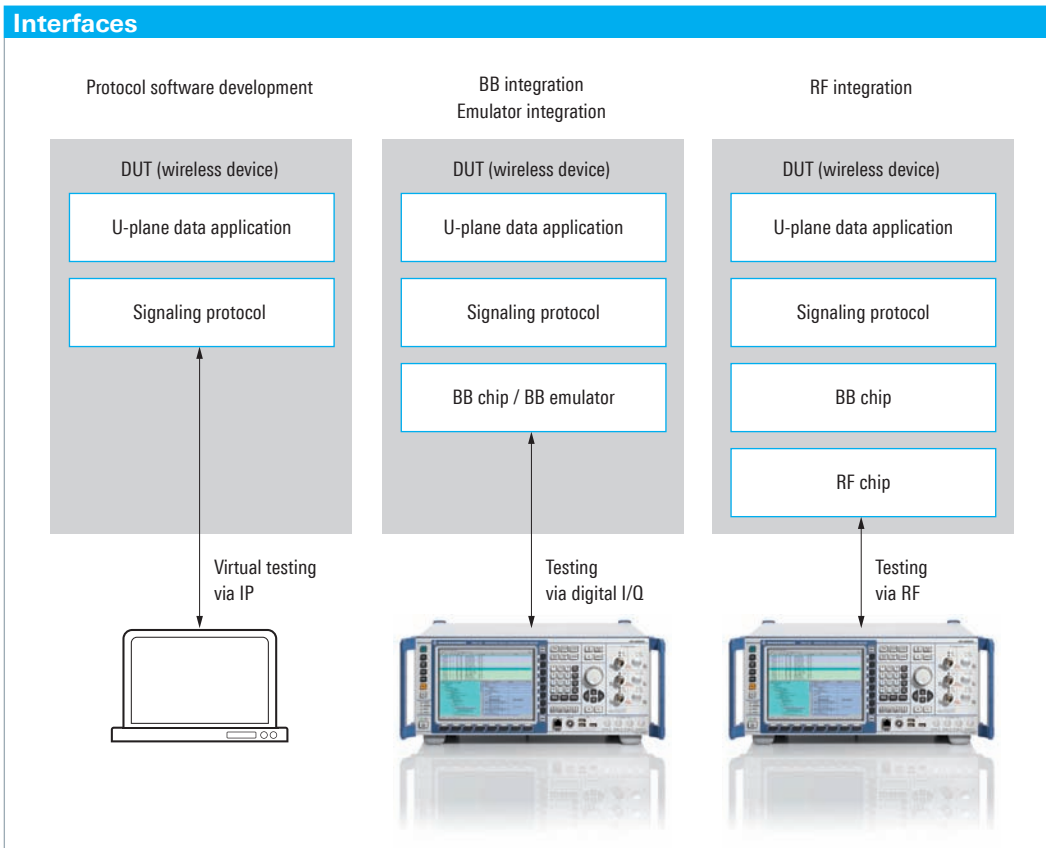 Interfaces
Protocol software development
BB integration
Emulator integration
RF integration
DUT (wireless device)
U-plane data application
Signaling protocol
Virtual testing
via IP
DUT (wireless device)
U-plane data application
Signaling protocol
BB chip / BB emulator
Testing
via digital I/Q
DUT (wireless device)
U-plane data application
Signaling protocol
BB chip
RF chip
Testing
via RF